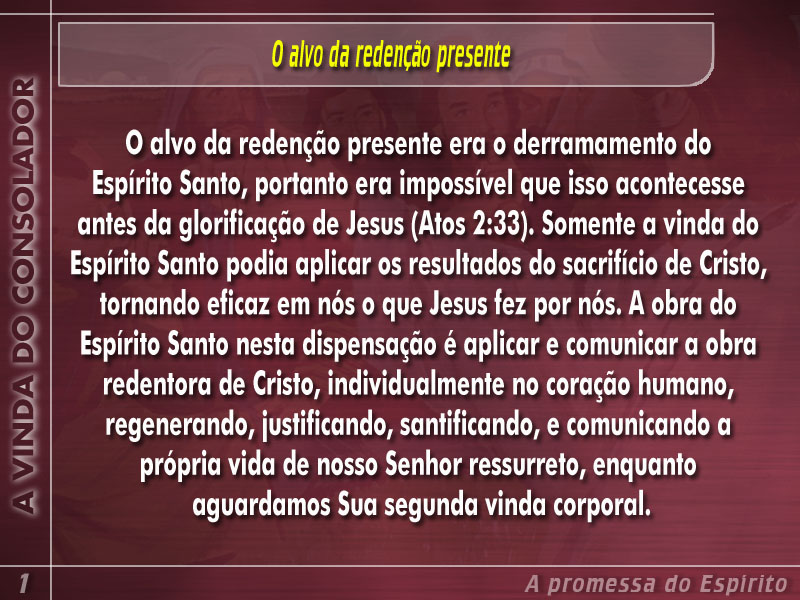 O alvo da redenção presente
O alvo da redenção presente era o derramamento do
Espírito Santo, portanto era impossível que isso acontecesse
antes da glorificação de Jesus (Atos 2:33). Somente a vinda do
Espírito Santo podia aplicar os resultados do sacrifício de Cristo,
tornando eficaz em nós o que Jesus fez por nós. A obra do
Espírito Santo nesta dispensação é aplicar e comunicar a obra
redentora de Cristo, individualmente no coração humano,
regenerando, justificando, santificando, e comunicando a
própria vida de nosso Senhor ressurreto, enquanto
aguardamos Sua segunda vinda corporal.
A VINDA DO CONSOLADOR
1
A promessa do Espírito